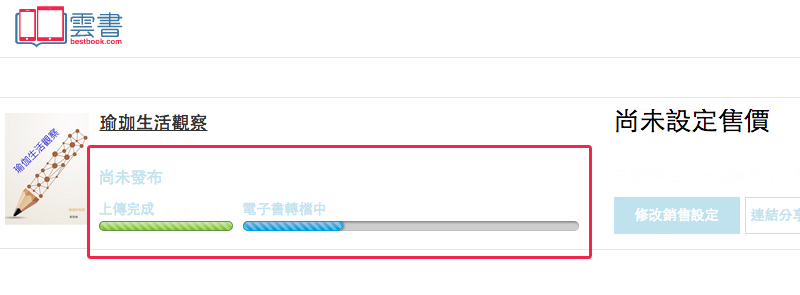 雲書
bestbook.com
瑜珈生活觀察
尚未設定售價
瑜伽生活觀察
尚未發布
上傳完成
電子書轉檔中
修改銷售設定
連結分享